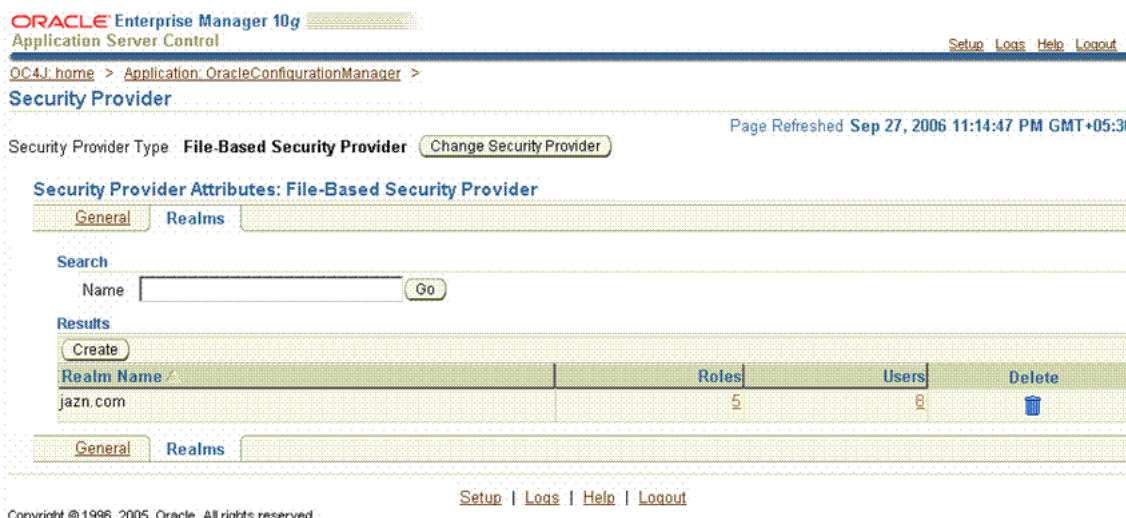 ORACLE Enterprise Manager 10g
Application Server Control
Setup Logs Help Logout
OC4J: home > Application: OracleConfigurationManager >
Security Provider
Page Refreshed Sep 27, 2006 11:14:47 PM GMT+05:30
Security Provider Type File-Based Security Provider Change Security Provider
Security Provider Attributes: File-Based Security Provider
General Realms
Search
Name Go
Results
Create
Realm Name Roles Users Delete
jazn.com 5 8
General Realms
Setup | Logs | Help | Logout
Copyright © 1996, 2005, Oracle. All rights reserved.